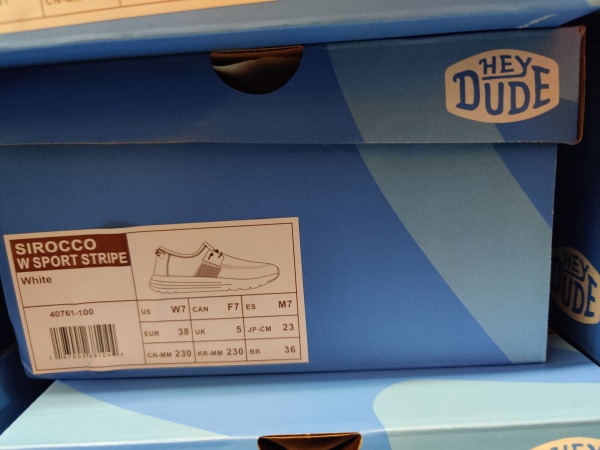 HEY
DUDE
SIROCCO
W SPORT STRIPE
White
40761-100
US W7 CAN F7 ES M7
EUR 38 UK 5 JP-CM 23
CN-MM 230 KR-MM 230 BR 36
HEY
DUDE
HEY